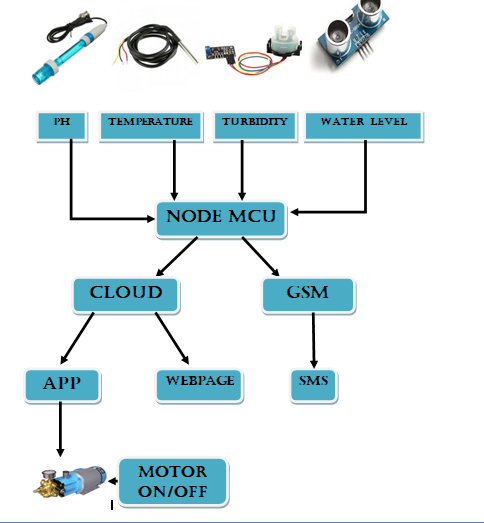 PH
TEMPERATURE
TURBIDITY
WATER LEVEL
NODE MCU
CLOUD
GSM
APP
WEBPAGE
SMS
MOTOR
ON/OFF